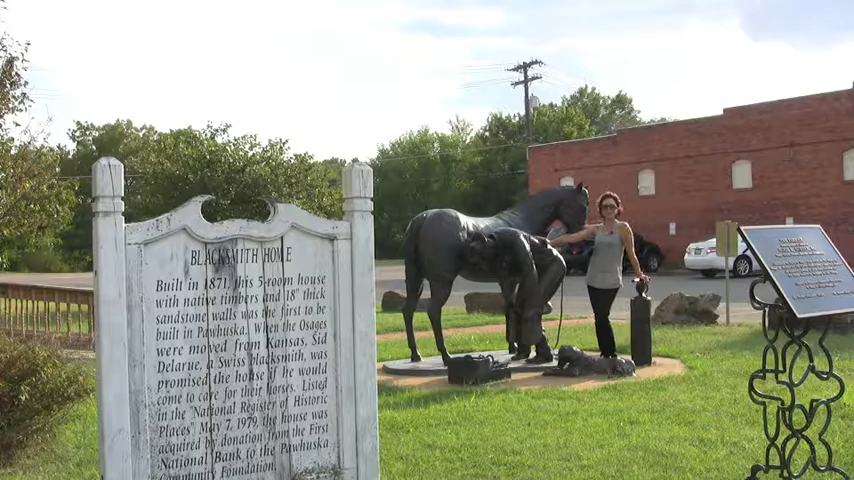 BLACKSMITH HOME
Built in 1871, this 5-room house
with native timbers and 18" thick
sandstone walls was the first to be
built in Pawhuska. When the Osages
were moved from Kansas, Sid
Delarue, a Swiss blacksmith, was
promised the house if he would
come to care for their horses. Listed
in the "National Register of Historic
Places" May 7, 1979, the house was
acquired by donation from the First
National Bank to the Pawhuska
Community Foundation.